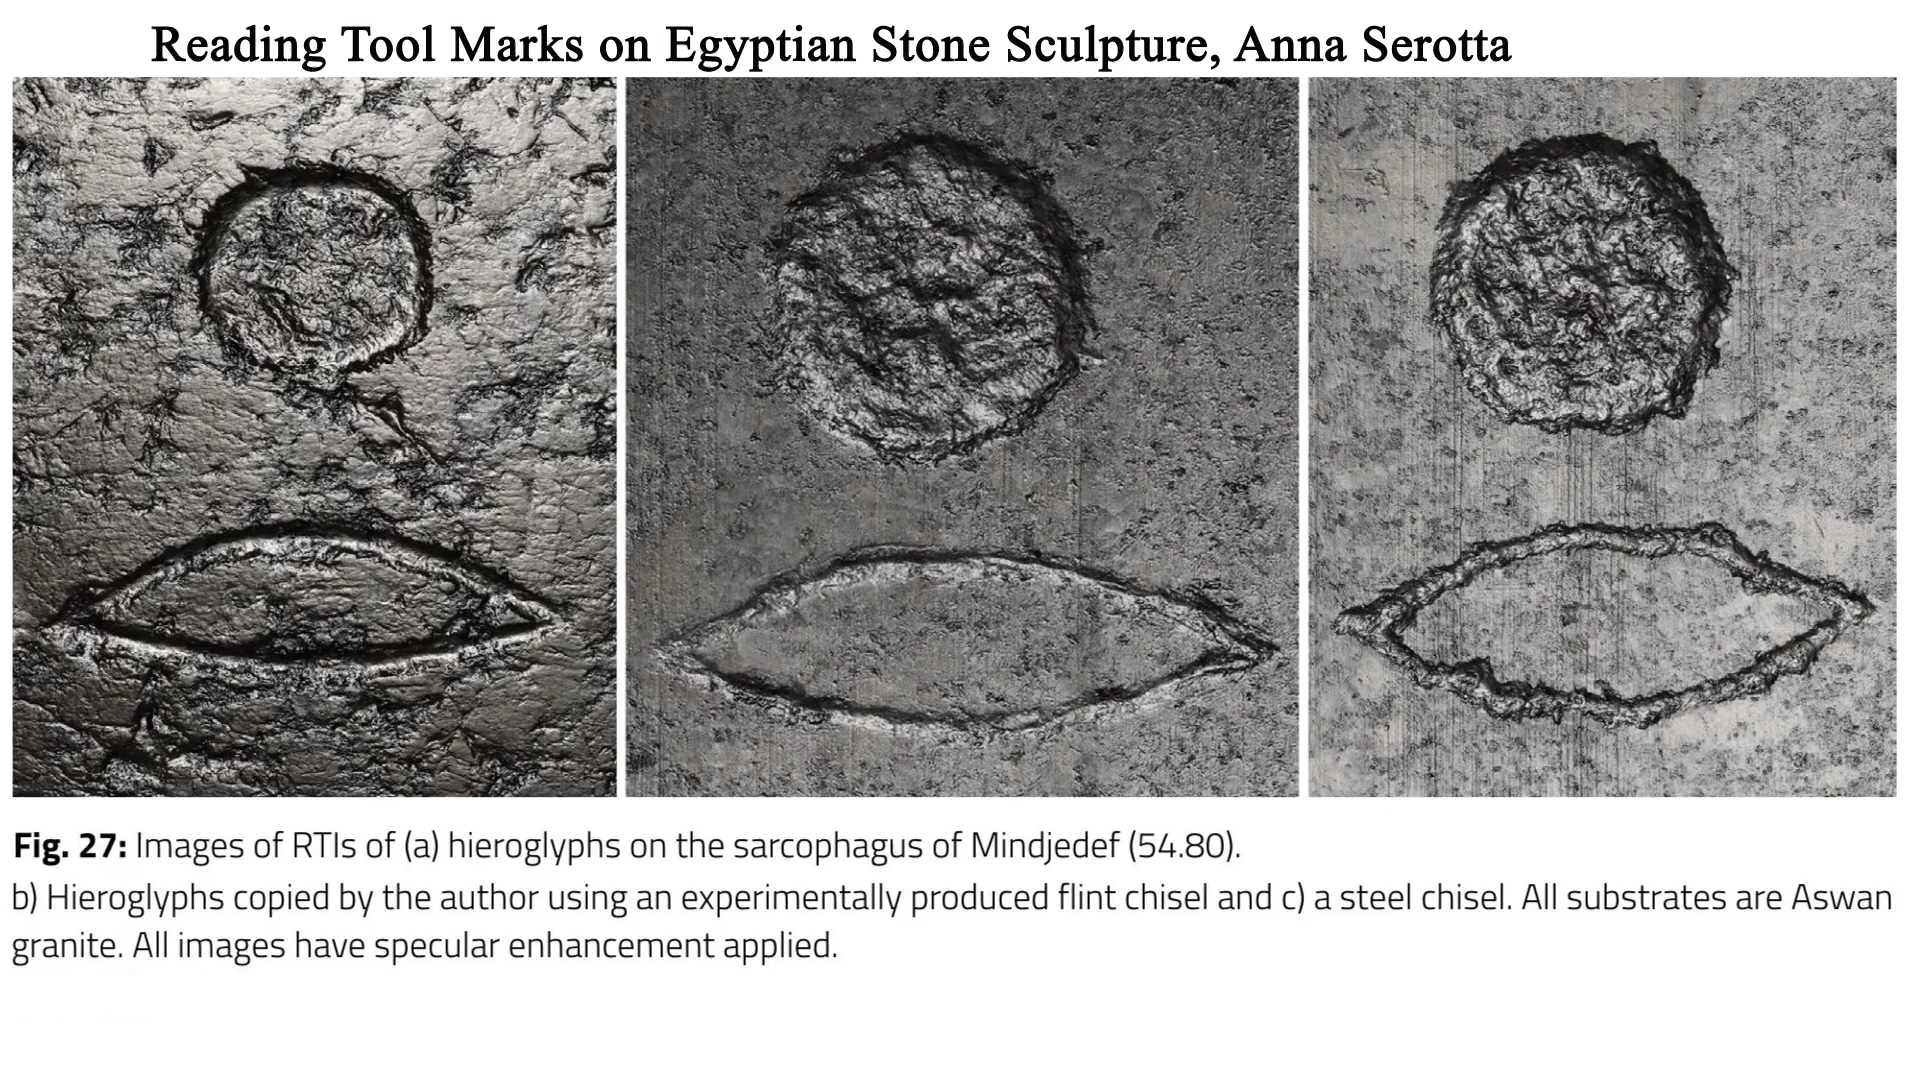 Reading Tool Marks on Egyptian Stone Sculpture, Anna Serotta
Fig. 27: Images of RTIs of (a) hieroglyphs on the sarcophagus of Mindjedef (54.80).
b) Hieroglyphs copied by the author using an experimentally produced flint chisel and c) a steel chisel. All substrates are Aswan
granite. All images have specular enhancement applied.